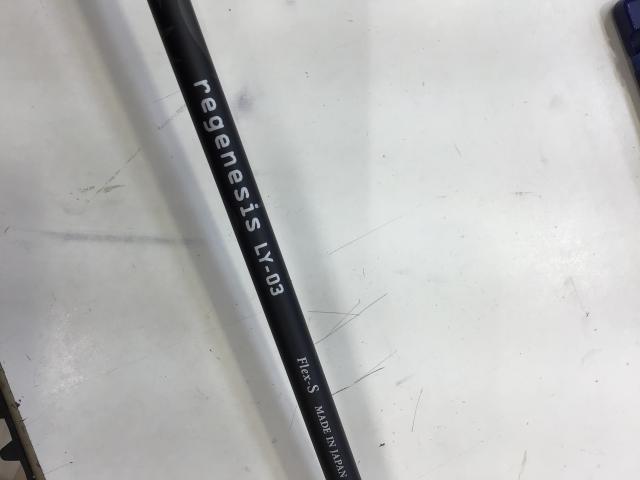 regenesis LY-03
Flex-S MADE IN JAPAN